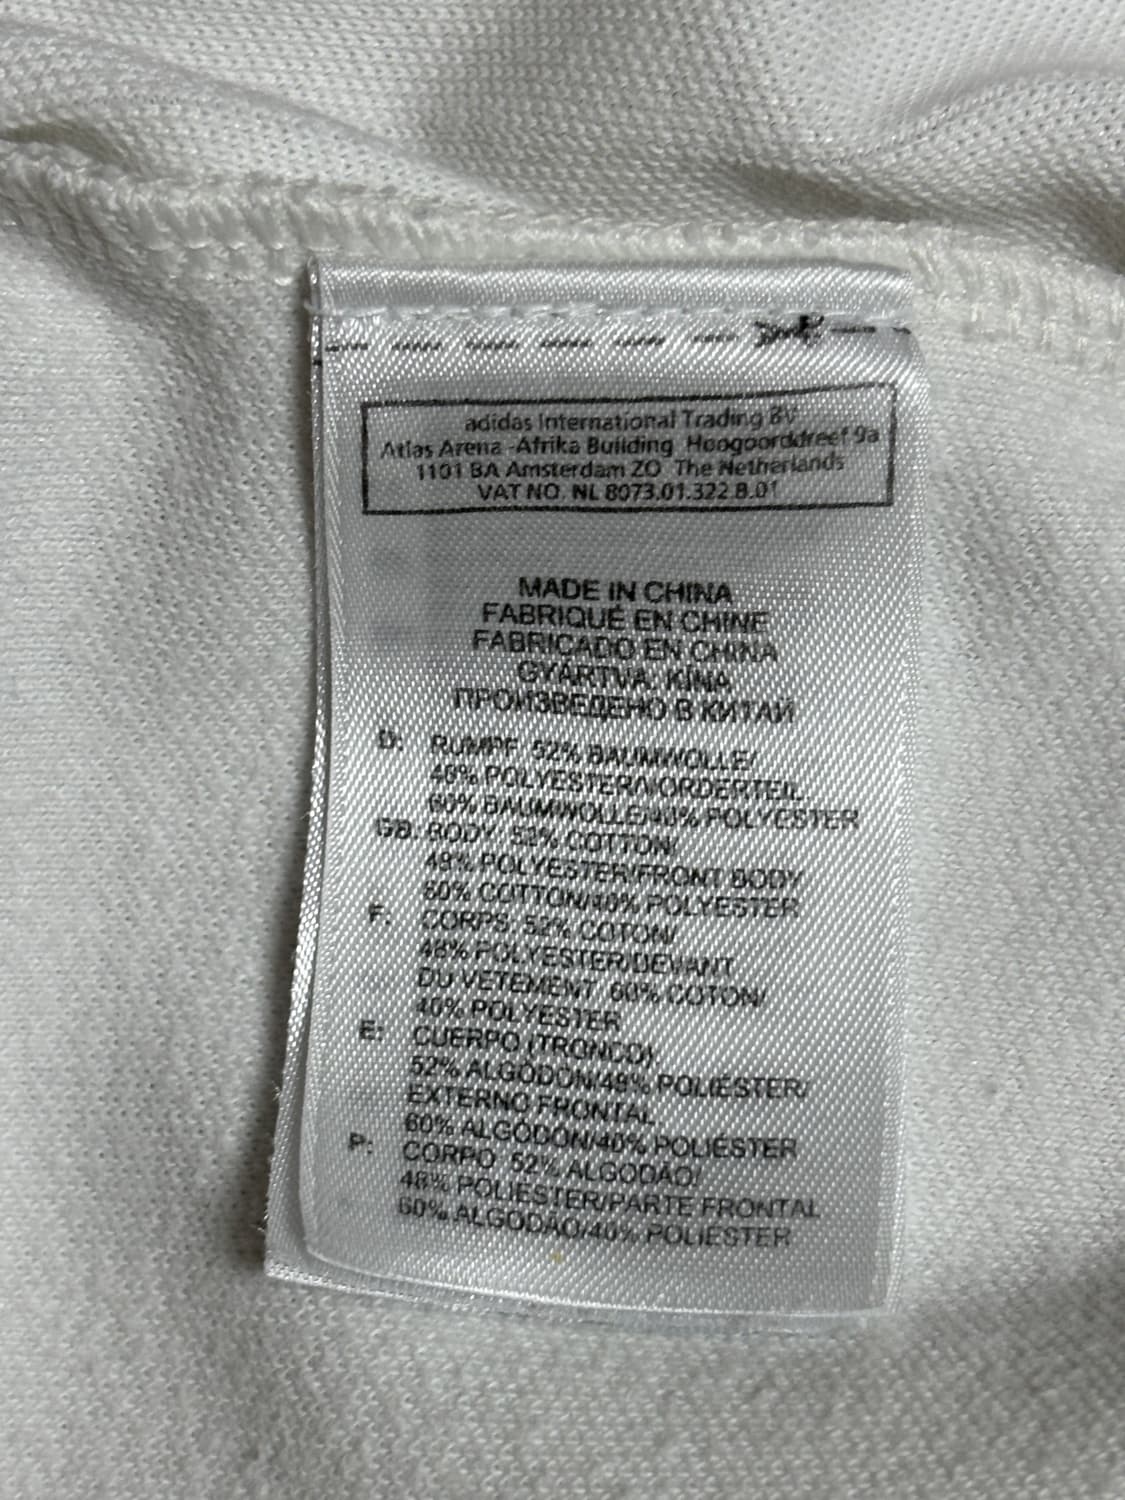 adidas International Trading BV
Atlas Arena -Afrika Building Hoogoorddreef 9a
1101 BA Amsterdam ZO The Netherlands
VAT NO. NL 8073.01.322.B.01
MADE IN CHINA
FABRIQUÉ EN CHINE
FABRICADO EN CHINA
GYÁRTVA: KÍNA
ПРОИЗВЕДЕНО В КИТАЙ
D: RUMPF: 52% BAUMWOLLE/
48% POLYESTER/VORDERTEIL
60% BAUMWOLLE/40% POLYESTER
GB: BODY: 52% COTTON/
48% POLYESTER/FRONT BODY
60% COTTON/40% POLYESTER
F: CORPS: 52% COTON/
48% POLYESTER/DEVANT
DU VETEMENT 60% COTON/
40% POLYESTER
E: CUERPO (TRONCO)
52% ALGÓDON/48% POLIÉSTER/
EXTERNO FRONTAL
60% ALGÓDON/40% POLIÉSTER
P: CORPO 52% ALGODÃO/
48% POLIÉSTER/PARTE FRONTAL
60% ALGODÃO/40% POLIÉSTER